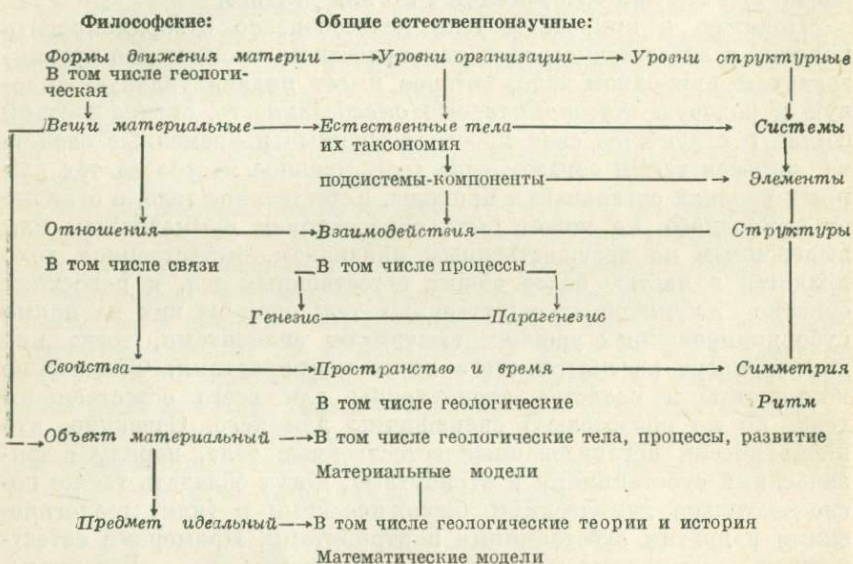 Философские: Общие естественнонаучные:
Формы движения материи Уровни организации Уровни структурные
В том числе геологи-
ческая
Вещи материальные Естественные тела Системы
их таксономия
подсистемы-компоненты Элементы
Отношения Взаимодействия Структуры
В том числе связи В том числе процессы
Генезис Парагенезис
Свойства Пространство и время Симметрия
В том числе геологические Ритм
Объект материальный В том числе геологические тела, процессы, развитие
Материальные модели
Предмет идеальный В том числе геологические теории и история
Математические модели